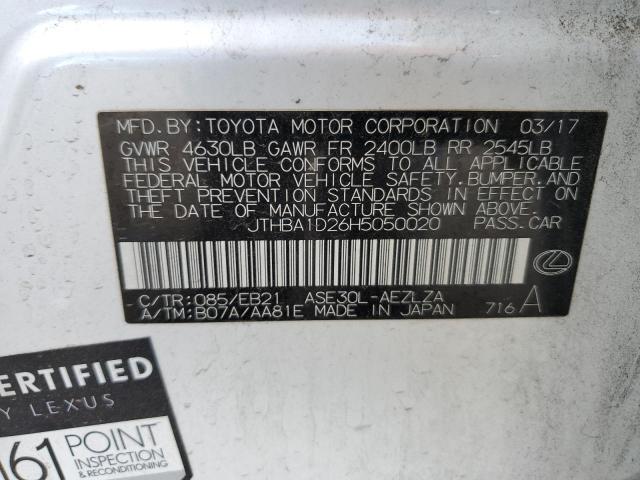 MFD.BY: TOYOTA MOTOR CORPORATION 03/17
GVWR 4630LB GAWR FR 2400LB RR 2545LB
THIS VEHICLE CONFORMS TO ALL APPLICABLE
FEDERAL MOTOR VEHICLE SAFETY, BUMPER, AND
THEFT PREVENTION STANDARDS IN EFFECT ON
THE DATE OF MANUFACTURE SHOWN ABOVE.
JTHBA1D26H5050020 PASS.CAR
C/TR: 085/EB21 ASE30L-AEZLZA
A/TM: B07A/AA81E MADE IN JAPAN 716 A
ERTIFIED
Y LEXUS
161 POINT
INSPECTION
& RECONDITIONING